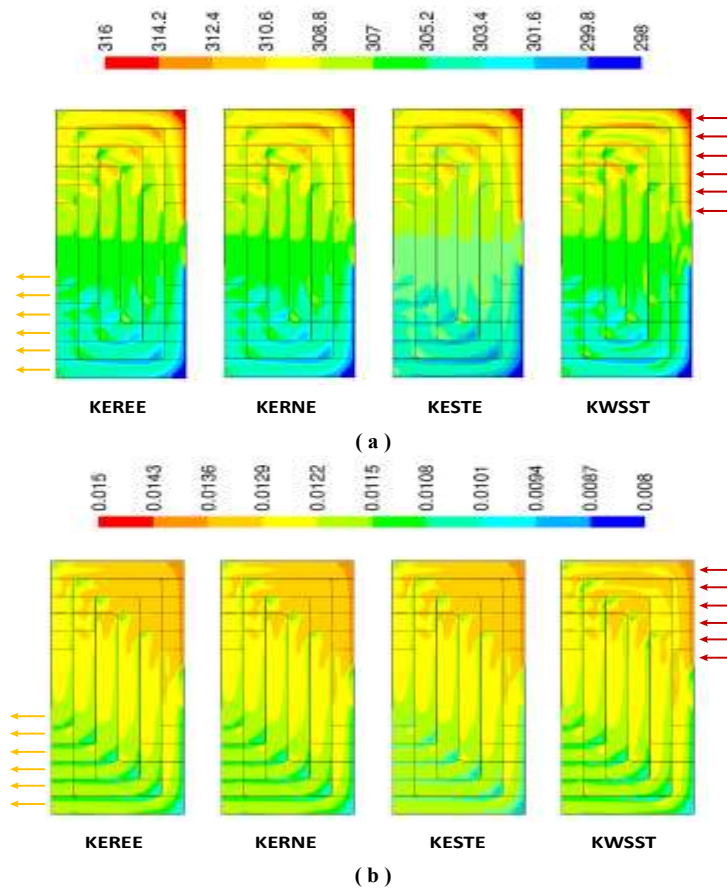 316 314.2 312.4 310.6 308.8 307 305.2 303.4 301.6 299.8 298
KEREE KERNE KESTE KWSST
( a )
0.015 0.0143 0.0136 0.0129 0.0122 0.0115 0.0108 0.0101 0.0094 0.0087 0.008
KEREE KERNE KESTE KWSST
( b )